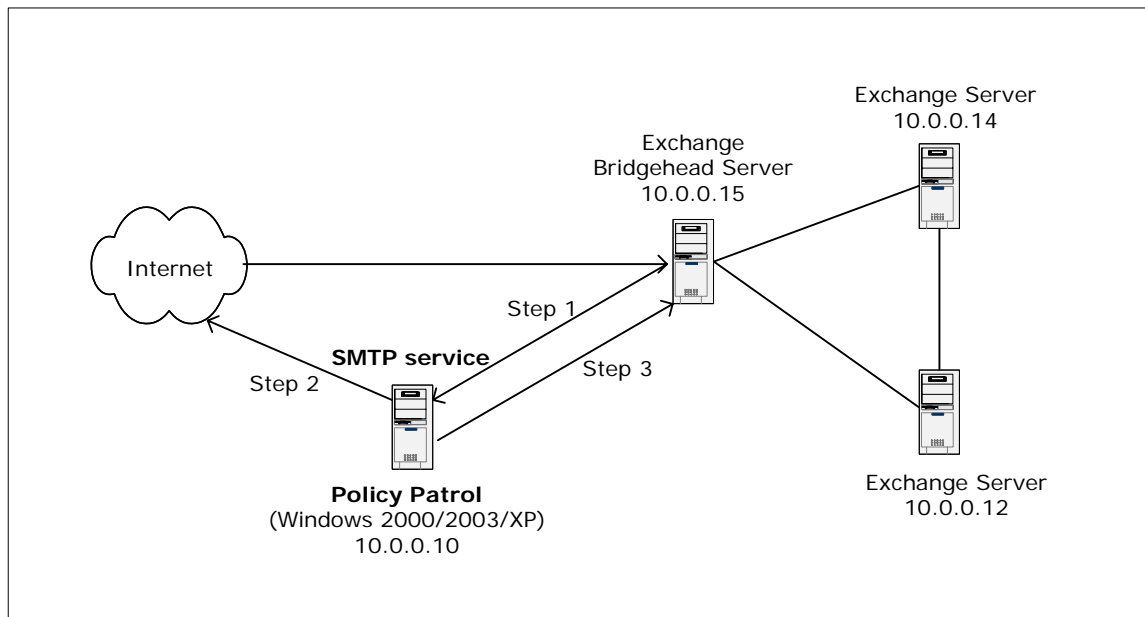 Exchange Server
10.0.0.14
Exchange
Bridgehead Server
10.0.0.15
Internet
Step 1
SMTP service
Step 2
Step 3
Policy Patrol
(Windows 2000/2003/XP)
10.0.0.10
Exchange Server
10.0.0.12